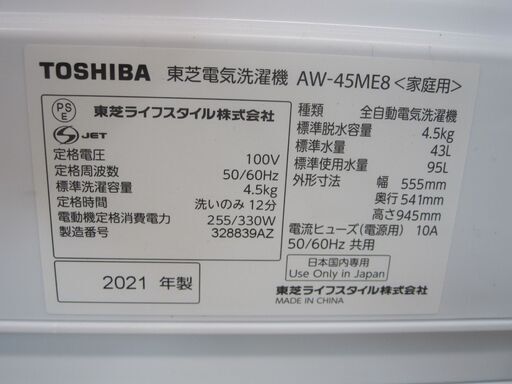 TOSHIBA 東芝電気洗濯機 AW-45ME8<家庭用>
PS
E
東芝ライフスタイル株式会社
S JET
定格電圧 100V
定格周波数 50/60Hz
標準洗濯容量 4.5kg
定格時間 洗いのみ 12分
電動機定格消費電力 255/330W
製造番号 328839AZ
2021 年製
種類 全自動電気洗濯機
標準脱水容量 4.5kg
標準水量 43L
標準使用水量 95L
外形寸法 幅 555mm
奥行 541mm
高さ 945mm
電流ヒューズ(電源用) 10A
50/60Hz 共用
日本国内専用
Use Only in Japan
東芝ライフスタイル株式会社
MADE IN CHINA